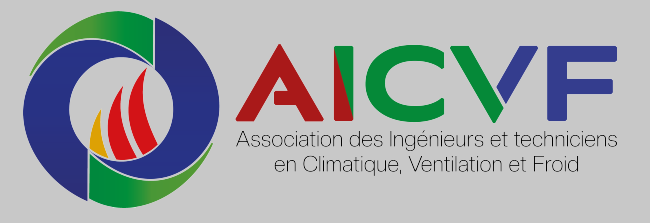 AICVF
Association des Ingénieurs et techniciens
en Climatique, Ventilation et Froid